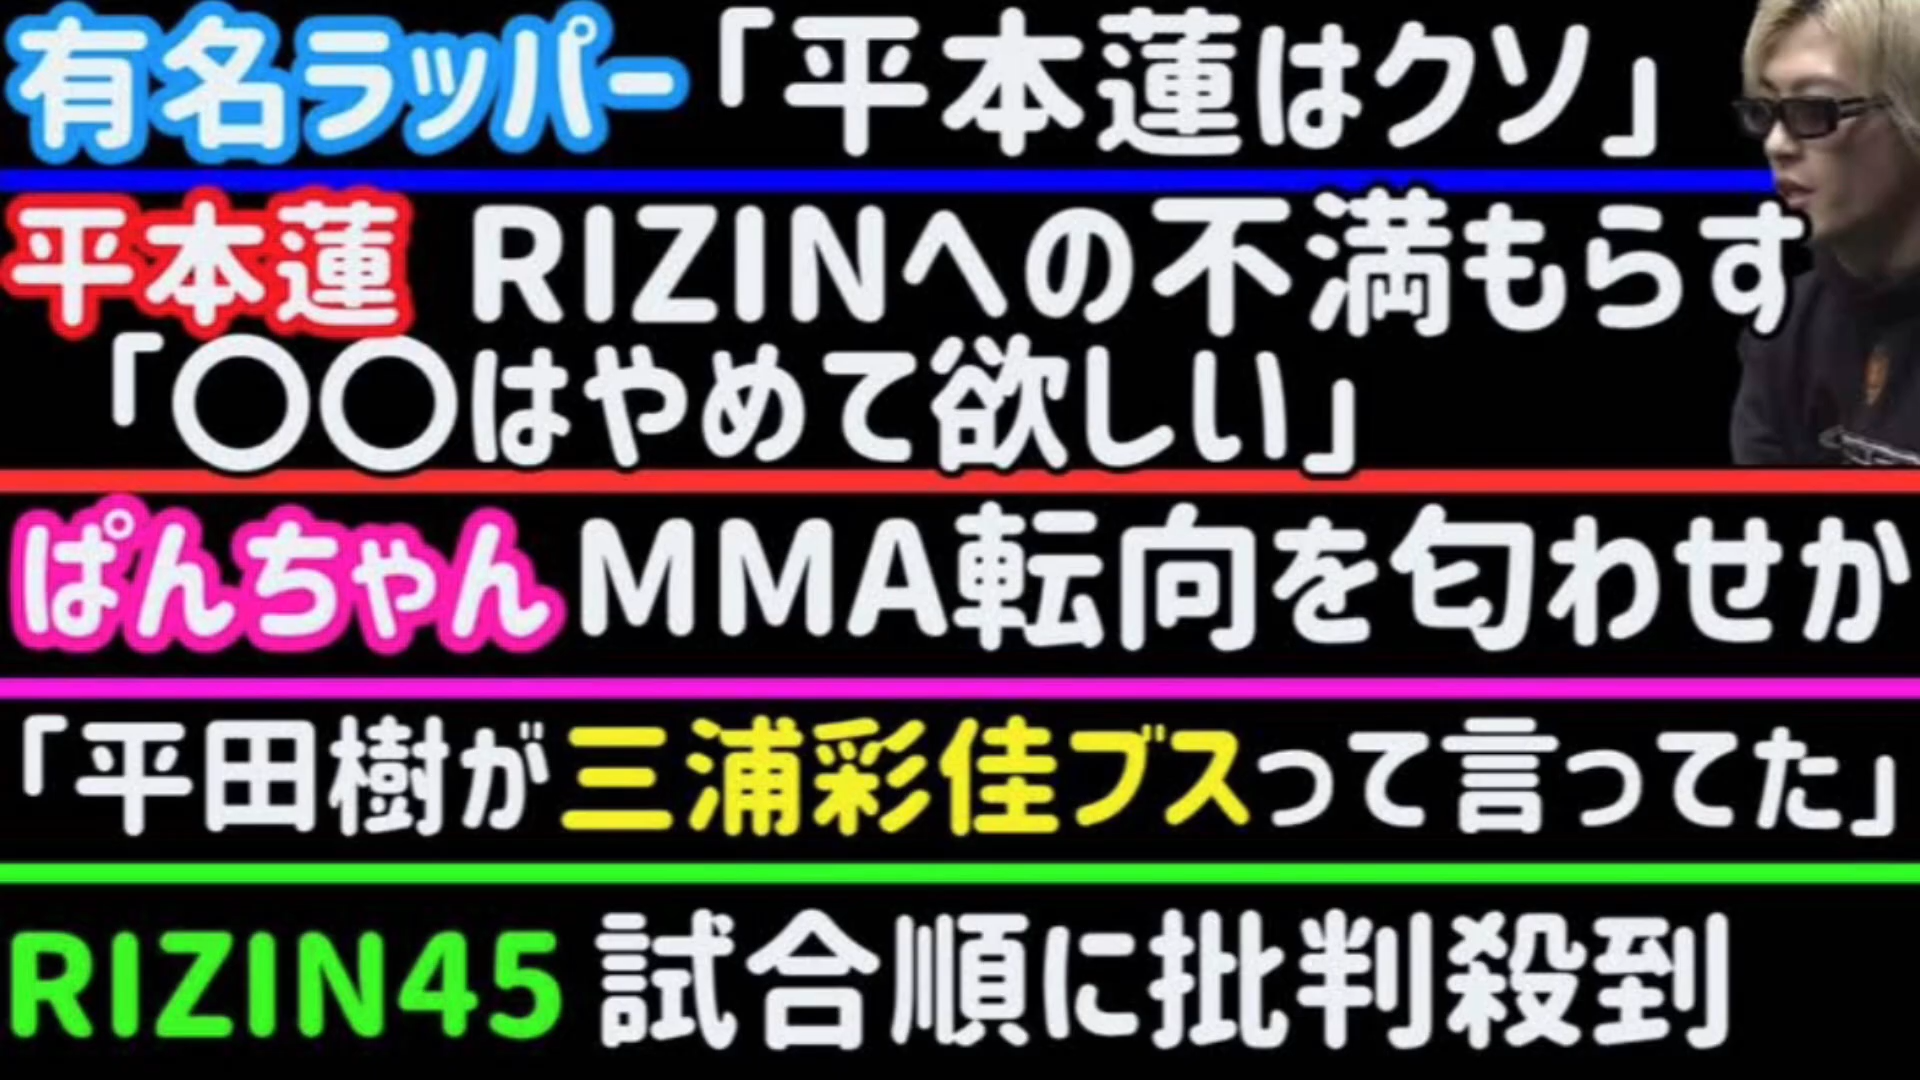 有名ラッパー「平本蓮はクソ」
平本蓮 RIZINへの不満もらす
「〇〇はやめて欲しい」
ぱんちゃんMMA転向を匂わせか
「平田樹が三浦彩佳ブスって言ってた」
RIZIN45 試合順に批判殺到